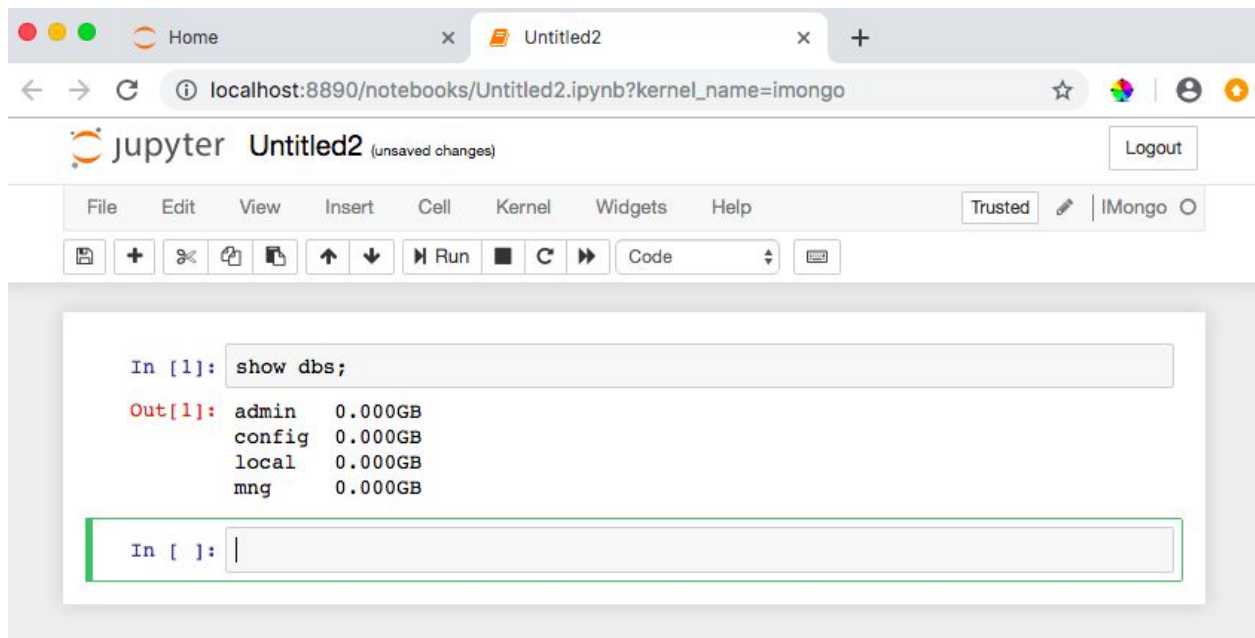 Home
Untitled2
localhost:8890/notebooks/Untitled2.ipynb?kernel_name=imongo
jupyter Untitled2 (unsaved changes)
Logout
File Edit View Insert Cell Kernel Widgets Help Trusted IMongo
Run Code
In [1]: show dbs;
Out[1]: admin 0.000GB
config 0.000GB
local 0.000GB
mng 0.000GB
In [ ]: